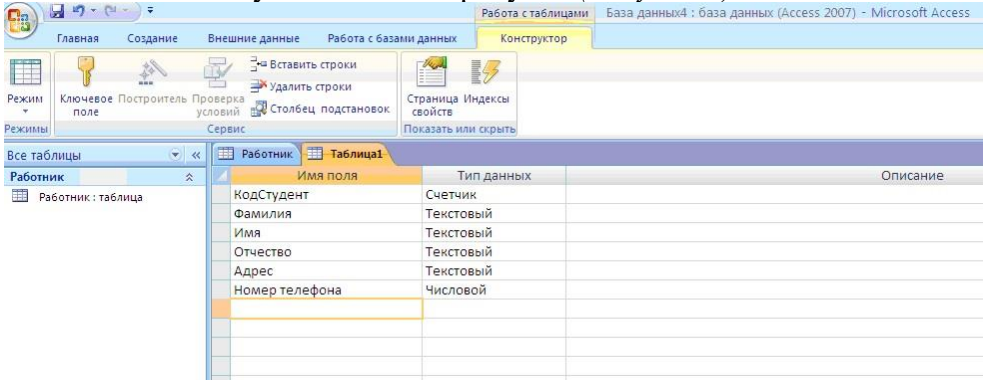 Работа с таблицами База данных4 : база данных (Access 2007) - Microsoft Access
Главная Создание Внешние данные Работа с базами данных Конструктор
Режим
Ключевое поле
Построитель
Проверка условий
Вставить строки
Удалить строки
Столбец подстановок
Страница свойств
Индексы
Режимы Сервис Показать или скрыть
Все таблицы
Работник
Работник : таблица
Работник Таблица1
Имя поля Тип данных Описание
КодСтудент Счетчик
Фамилия Текстовый
Имя Текстовый
Отчество Текстовый
Адрес Текстовый
Номер телефона Числовой